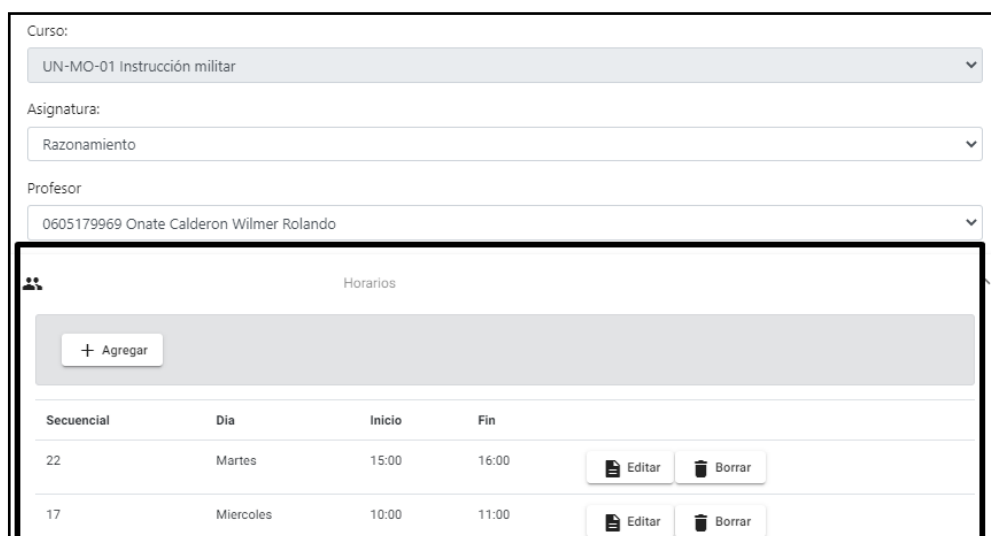 Curso:
UN-MO-01 Instrucción militar
Asignatura:
Razonamiento
Profesor
0605179969 Onate Calderon Wilmer Rolando
Horarios
+ Agregar
Secuencial Dia Inicio Fin
22 Martes 15:00 16:00 Editar Borrar
17 Miercoles 10:00 11:00 Editar Borrar